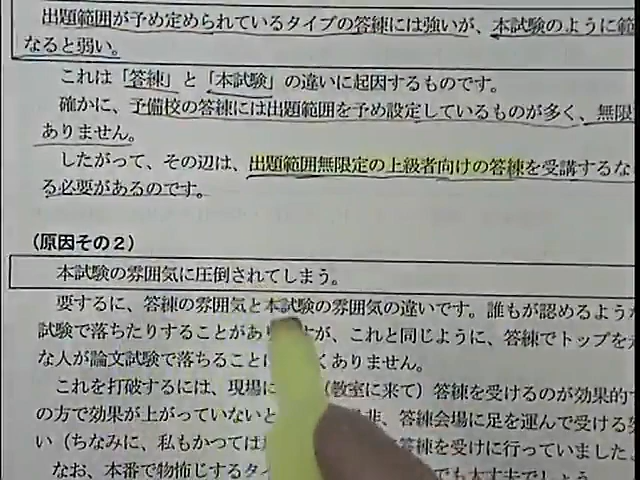 出題範囲が予め定められているタイプの答練には強いが、本試験のように範
なると弱い。
これは「答練」と「本試験」の違いに起因するものです。
確かに、予備校の答練には出題範囲を予め設定しているものが多く、無限
ありません。
したがって、その辺は、出題範囲無限定の上級者向けの答練を受講するな
る必要があるのです。
(原因その2)
本試験の雰囲気に圧倒されてしまう。
要するに、答練の雰囲気と本試験の雰囲気の違いです。誰もが認めるような
試験で落ちたりすることがあり が、これと同じように、答練でトップを
な人が論文試験で落ちること くありません。
これを打破するには、現場に (教室に来て)答練を受けるのが効果的
の方で効果が上がっていないと 非、答練会場に足を運んで受ける
い(ちなみに、私もかつては 答練を受けに行っていました
なお、本番で物怖じするタイ でも大丈夫でしょう